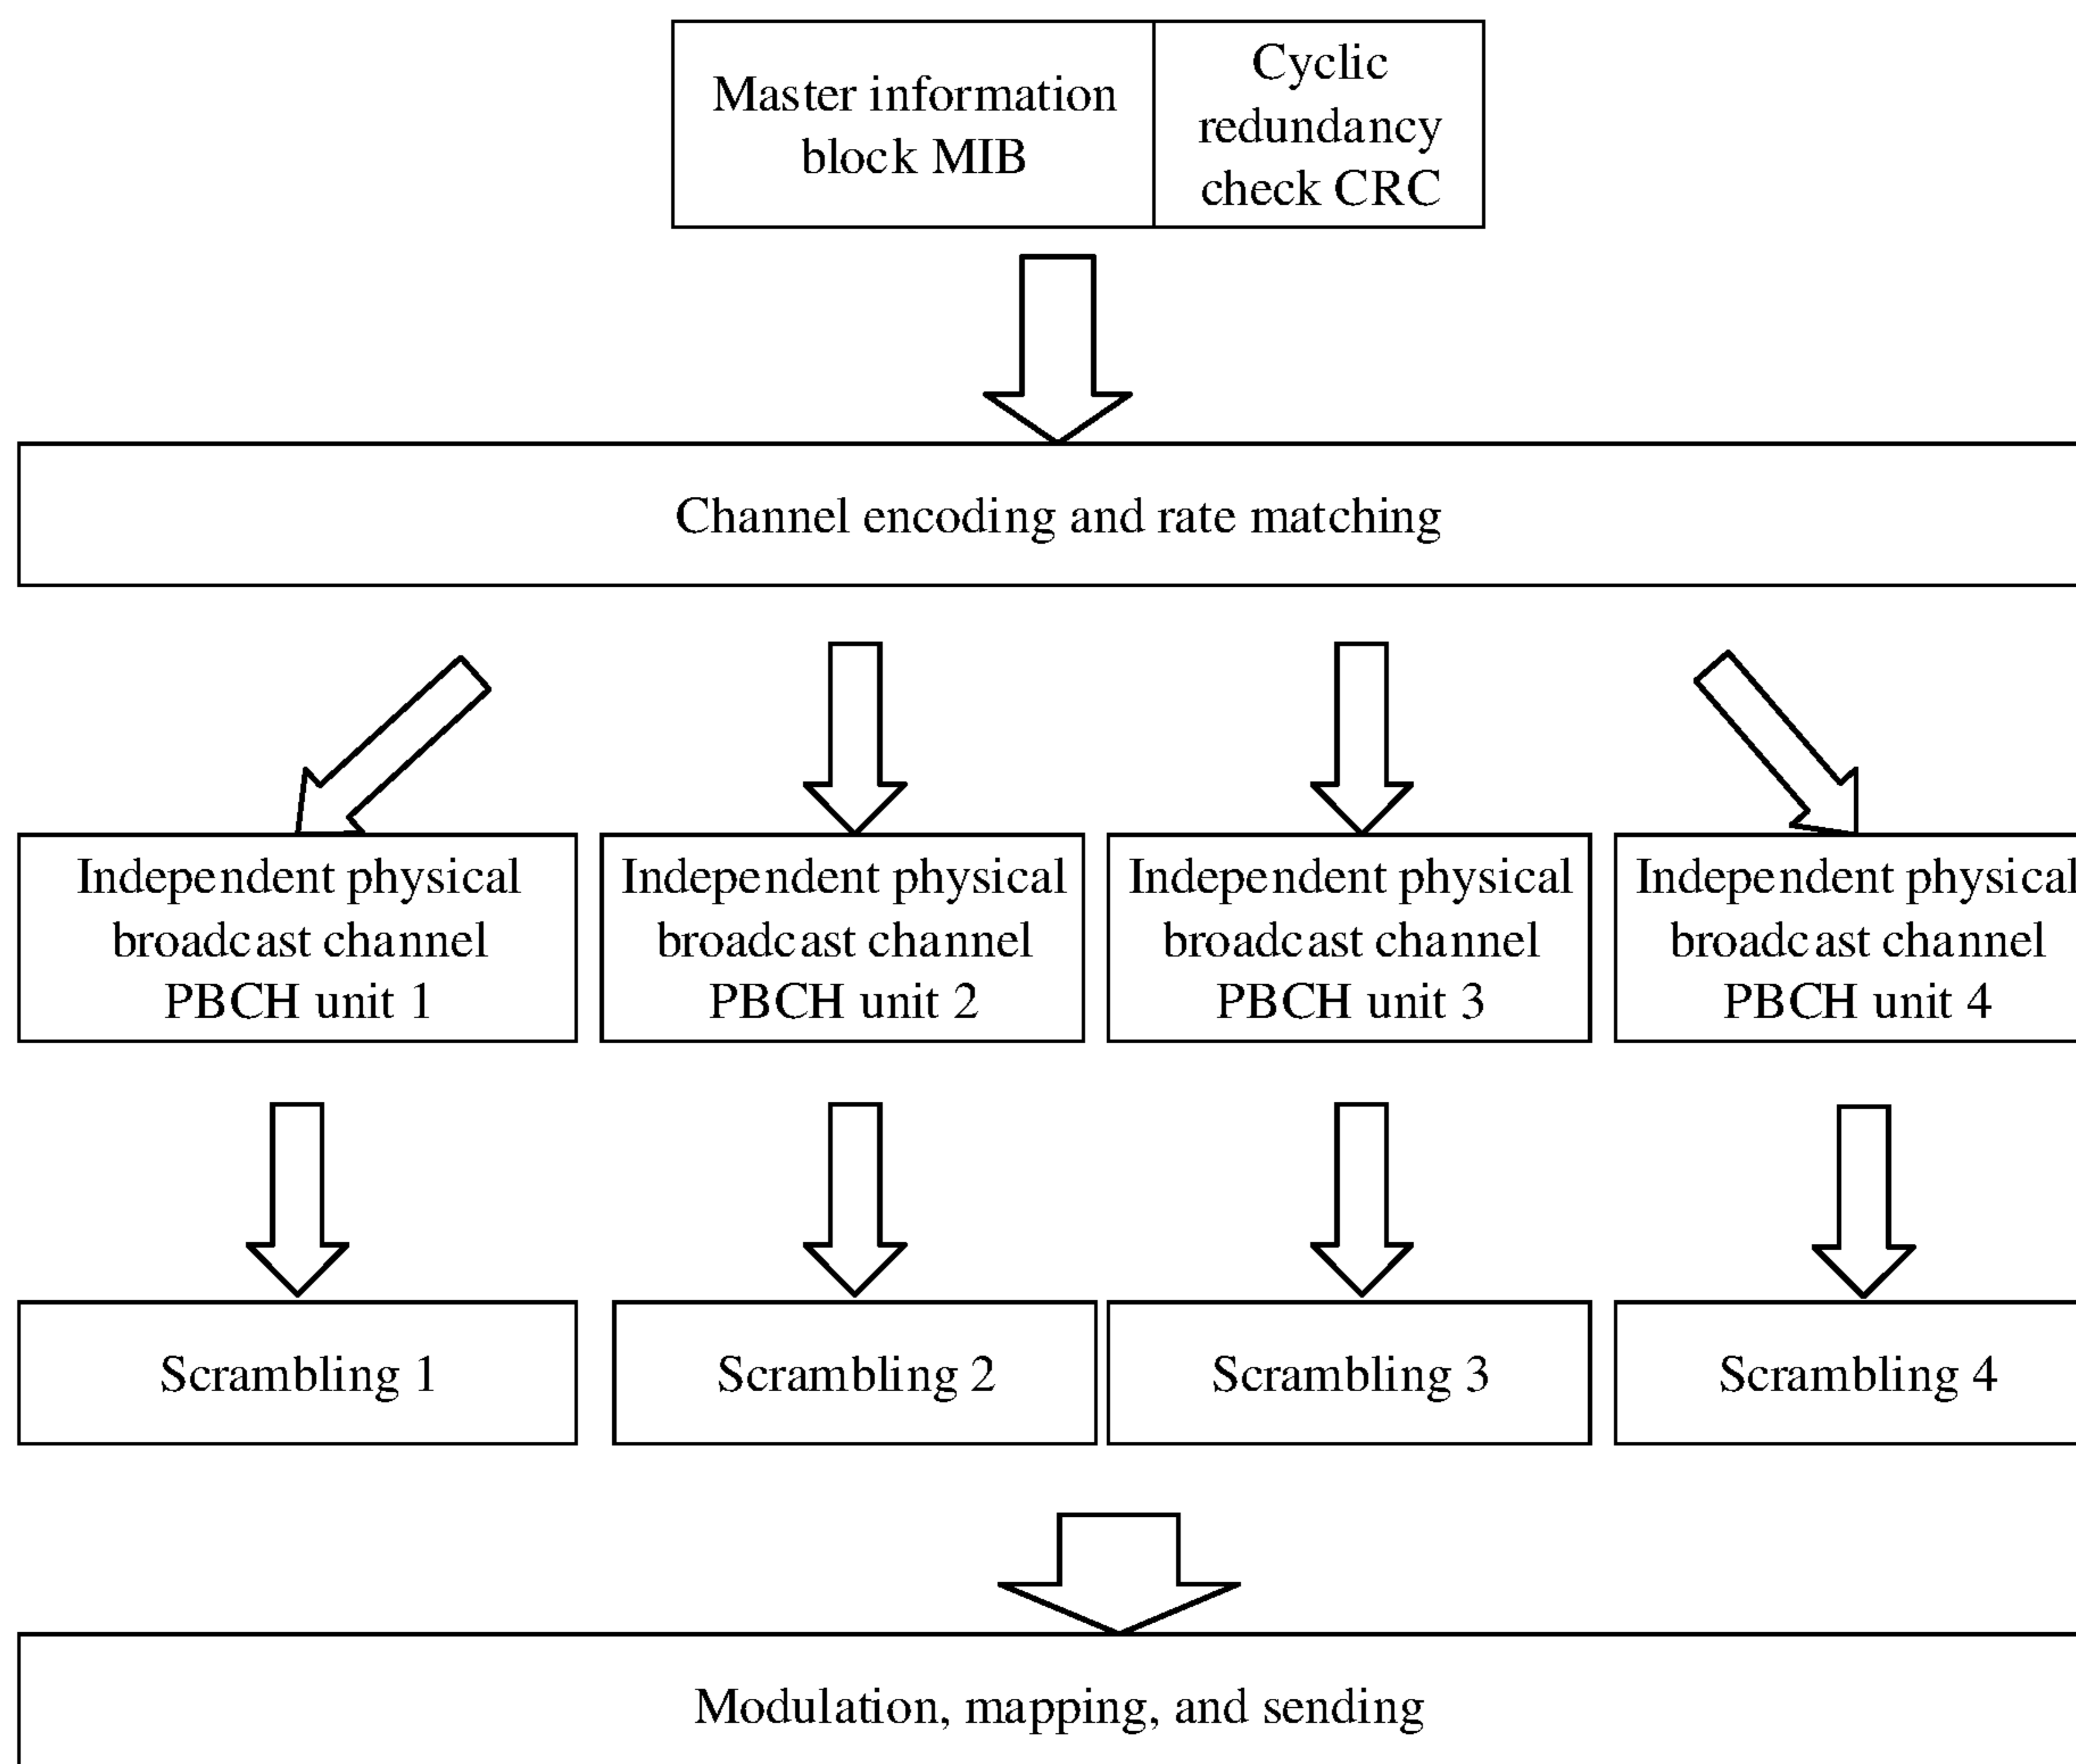 Master information
block MIB
Cyclic
redundancy
check CRC
Channel encoding and rate matching
Independent physical
broadcast channel
PBCH unit 1
Independent physical
broadcast channel
PBCH unit 2
Independent physical
broadcast channel
PBCH unit 3
Independent physical
broadcast channel
PBCH unit 4
Scrambling 1
Scrambling 2
Scrambling 3
Scrambling 4
Modulation, mapping, and sending